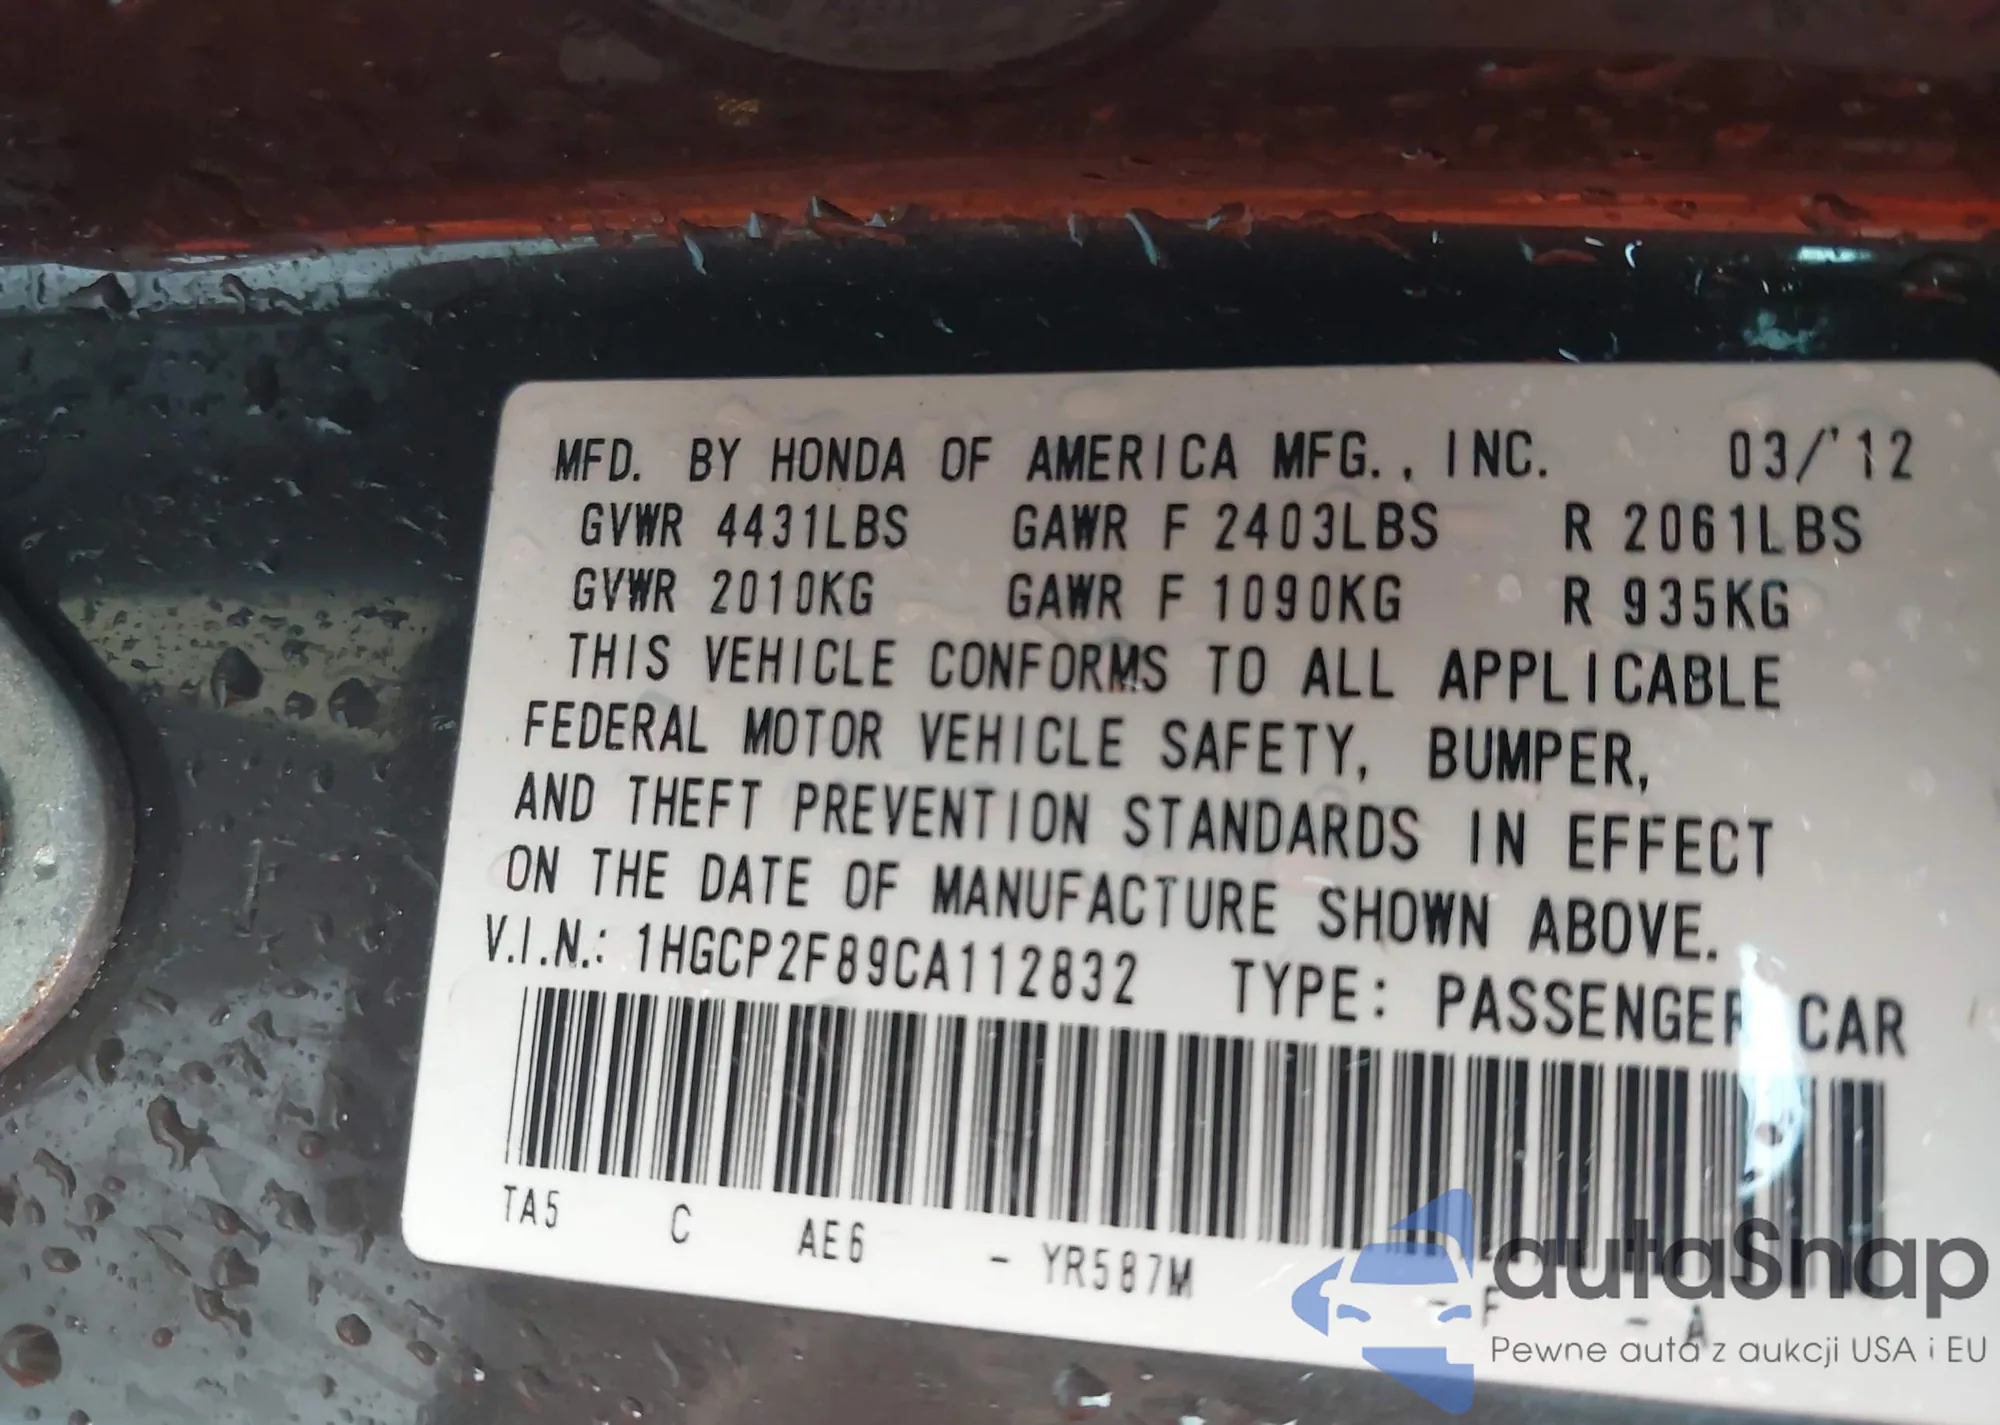 MFD. BY HONDA OF AMERICA MFG., INC. 03/'12
GVWR 4431LBS GAWR F 2403LBS R 2061LBS
GVWR 2010KG GAWR F 1090KG R 935KG
THIS VEHICLE CONFORMS TO ALL APPLICABLE
FEDERAL MOTOR VEHICLE SAFETY, BUMPER,
AND THEFT PREVENTION STANDARDS IN EFFECT
ON THE DATE OF MANUFACTURE SHOWN ABOVE.
V.I.N.: 1HGCP2F89CA112832 TYPE: PASSENGER CAR
TA5 C AE6 - YR587M - F - A
autaSnap
Pewne auta z aukcji USA i EU